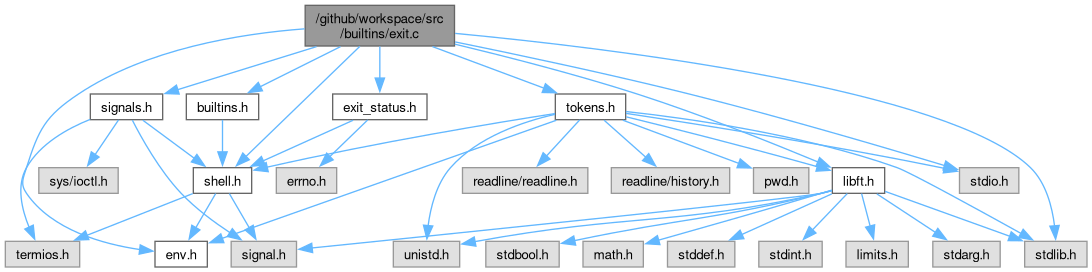 /github/workspace/src
/builtins/exit.c
signals.h
builtins.h
exit_status.h
tokens.h
sys/ioctl.h
shell.h
errno.h
readline/readline.h
readline/history.h
pwd.h
libft.h
stdio.h
termios.h
env.h
signal.h
unistd.h
stdbool.h
math.h
stddef.h
stdint.h
limits.h
stdarg.h
stdlib.h